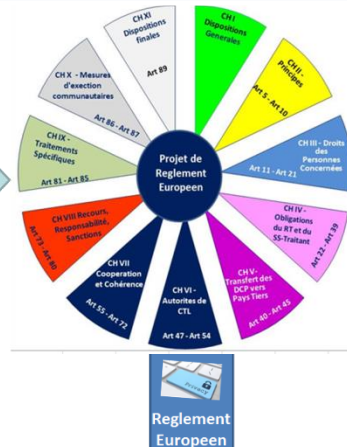 CH I
Dispositions
Generales
CH II -
Principes
Art 5 - Art 10
CH III - Droits
des
Personnes
Concernées
Art 11 - Art 21
CH IV -
Obligations
du RT et du
SS-Traitant
Art 22 - Art 39
CH V-
Transfert des
DCP vers
Pays Tiers
Art 40 - Art 45
CH VI -
Autorites de
CTL
Art 47 - Art 54
CH VII
Cooperation et
Cohérence
Art 55 - Art 72
CH VIII Recours,
Responsabilité,
Sanctions
Art 73 - Art 80
CH IX -
Traitements
Spécifiques
Art 81 - Art 85
CH X - Mesures
d'exection
communautaires
Art 86 - Art 87
CH XI
Dispositions
finales
Art 89
Projet de
Reglement
Europeen
Privacy
Reglement
Europeen